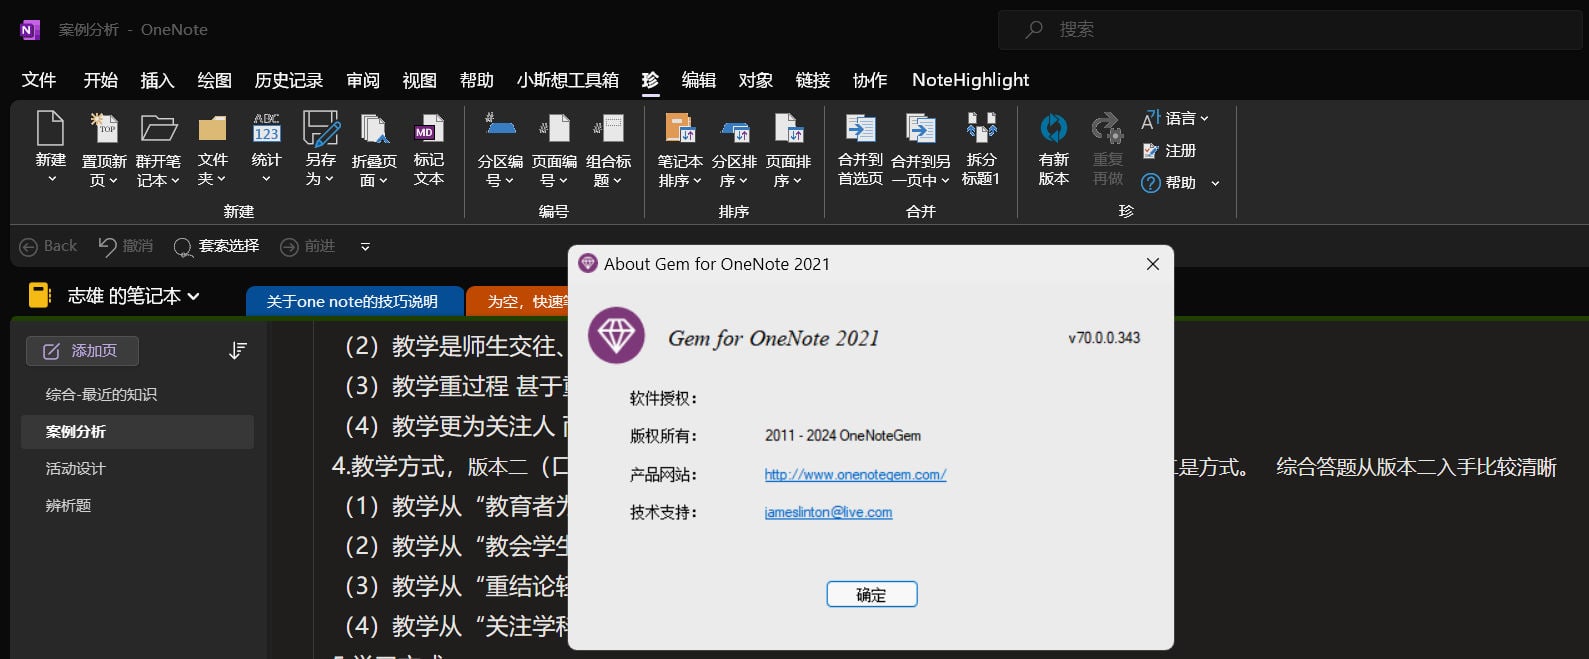 案例分析 - OneNote
搜索
文件 开始 插入 绘图 历史记录 审阅 视图 帮助 小斯想工具箱 珍 编辑 对象 链接 协作 NoteHighlight
新建
置顶新页
TOP
群开笔记本
文件夹
统计
ABC
123
另存为
折叠页面
标记文本
MD
新建
分区编号
页面编号
组合标题
编号
笔记本排序
分区排序
页面排序
排序
合并到首选页
合并到另一页中
拆分标题1
合并
有新版本
重复再做
语言
注册
帮助
珍
Back 撤消 套索选择 前进
志雄 的笔记本
关于one note的技巧说明
为空，快速
添加页
综合-最近的知识
案例分析
活动设计
辨析题
（2）教学是师生交往、
（3）教学重过程 甚于
（4）教学更为关注人
4.教学方式，版本二（口
是方式。 综合答题从版本二入手比较清晰
（1）教学从“教育者
（2）教学从“教会学生
（3）教学从“重结论轻
（4）教学从“关注学科
About Gem for OneNote 2021
Gem for OneNote 2021
v70.0.0.343
软件授权：
版权所有： 2011 - 2024 OneNoteGem
产品网站： http://www.onenotegem.com/
技术支持： jameslinton@live.com
确定